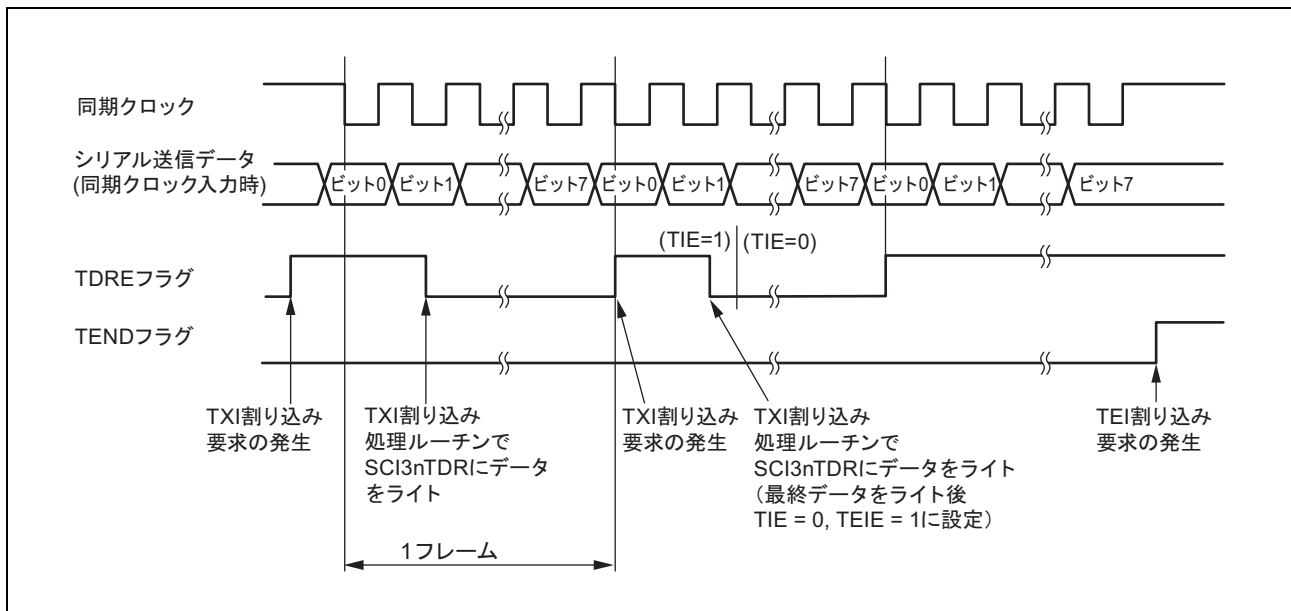 同期クロック
シリアル送信データ
(同期クロック入力時)
ビット0 ビット1 ビット7 ビット0 ビット1 ビット7 ビット0 ビット1 ビット7
(TIE=1) (TIE=0)
TDREフラグ
TENDフラグ
TXI割り込み
要求の発生
TXI割り込み
処理ルーチンで
SCI3nTDRにデータ
をライト
TXI割り込み
要求の発生
TXI割り込み
処理ルーチンで
SCI3nTDRにデータをライト
（最終データをライト後
TIE = 0, TEIE = 1に設定）
TEI割り込み
要求の発生
1フレーム